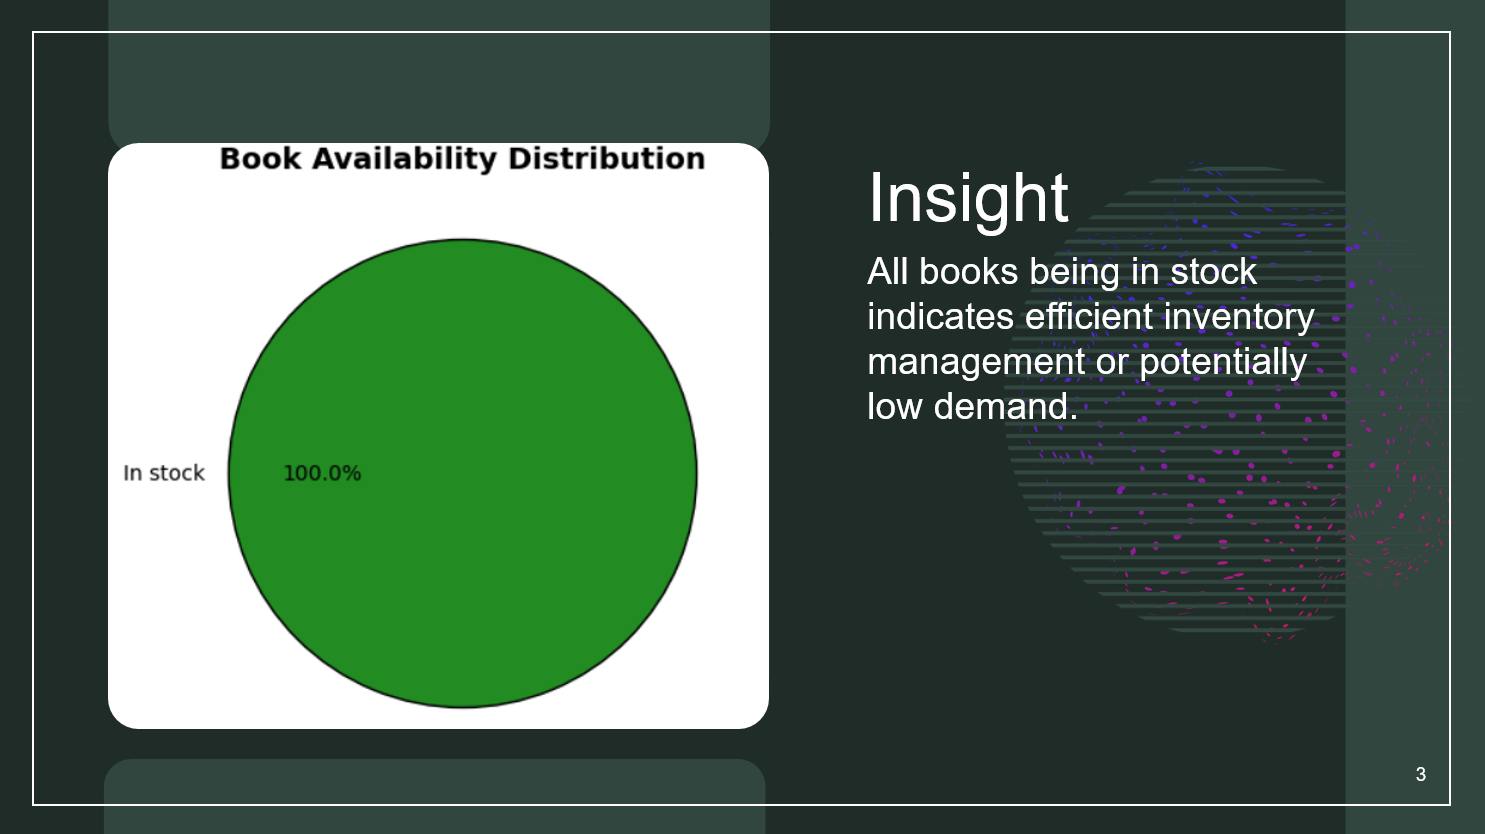 Book Availability Distribution
In stock
100.0%
Insight
All books being in stock
indicates efficient inventory
management or potentially
low demand.
3